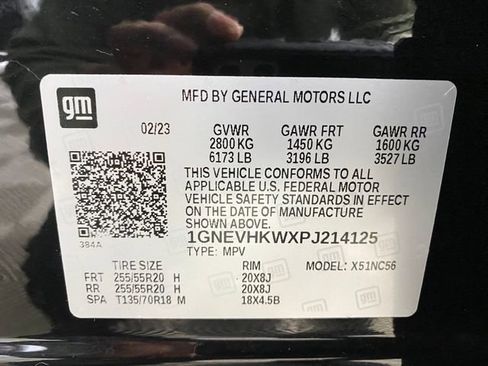 gm
MFD BY GENERAL MOTORS LLC
02/23 GVWR GAWR FRT GAWR RR
2800 KG 1450 KG 1600 KG
6173 LB 3196 LB 3527 LB
THIS VEHICLE CONFORMS TO ALL
APPLICABLE U.S. FEDERAL MOTOR
VEHICLE SAFETY STANDARDS IN EFFECT
ON THE DATE OF MANUFACTURE
SHOWN ABOVE.
384A
1GNEVHKWXPJ214125
TYPE: MPV
TIRE SIZE RIM MODEL: X51NC56
FRT 255/55R20 H 20X8J
RR 255/55R20 H 20X8J
SPA T135/70R18 M 18X4.5B